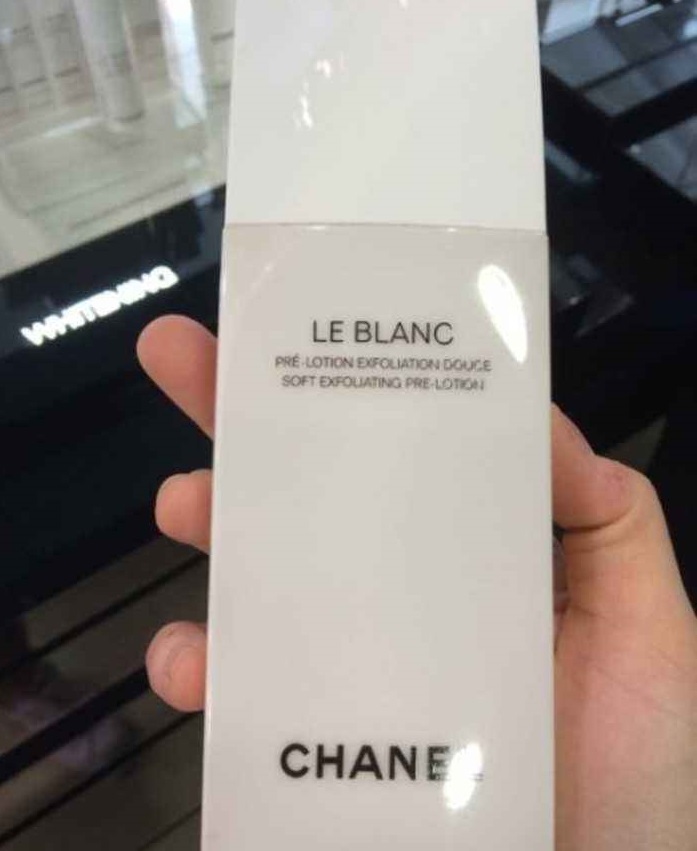 WHITENING
LE BLANC
PRÉ-LOTION EXFOLIATION DOUCE
SOFT EXFOLIATING PRE-LOTION
CHANEL